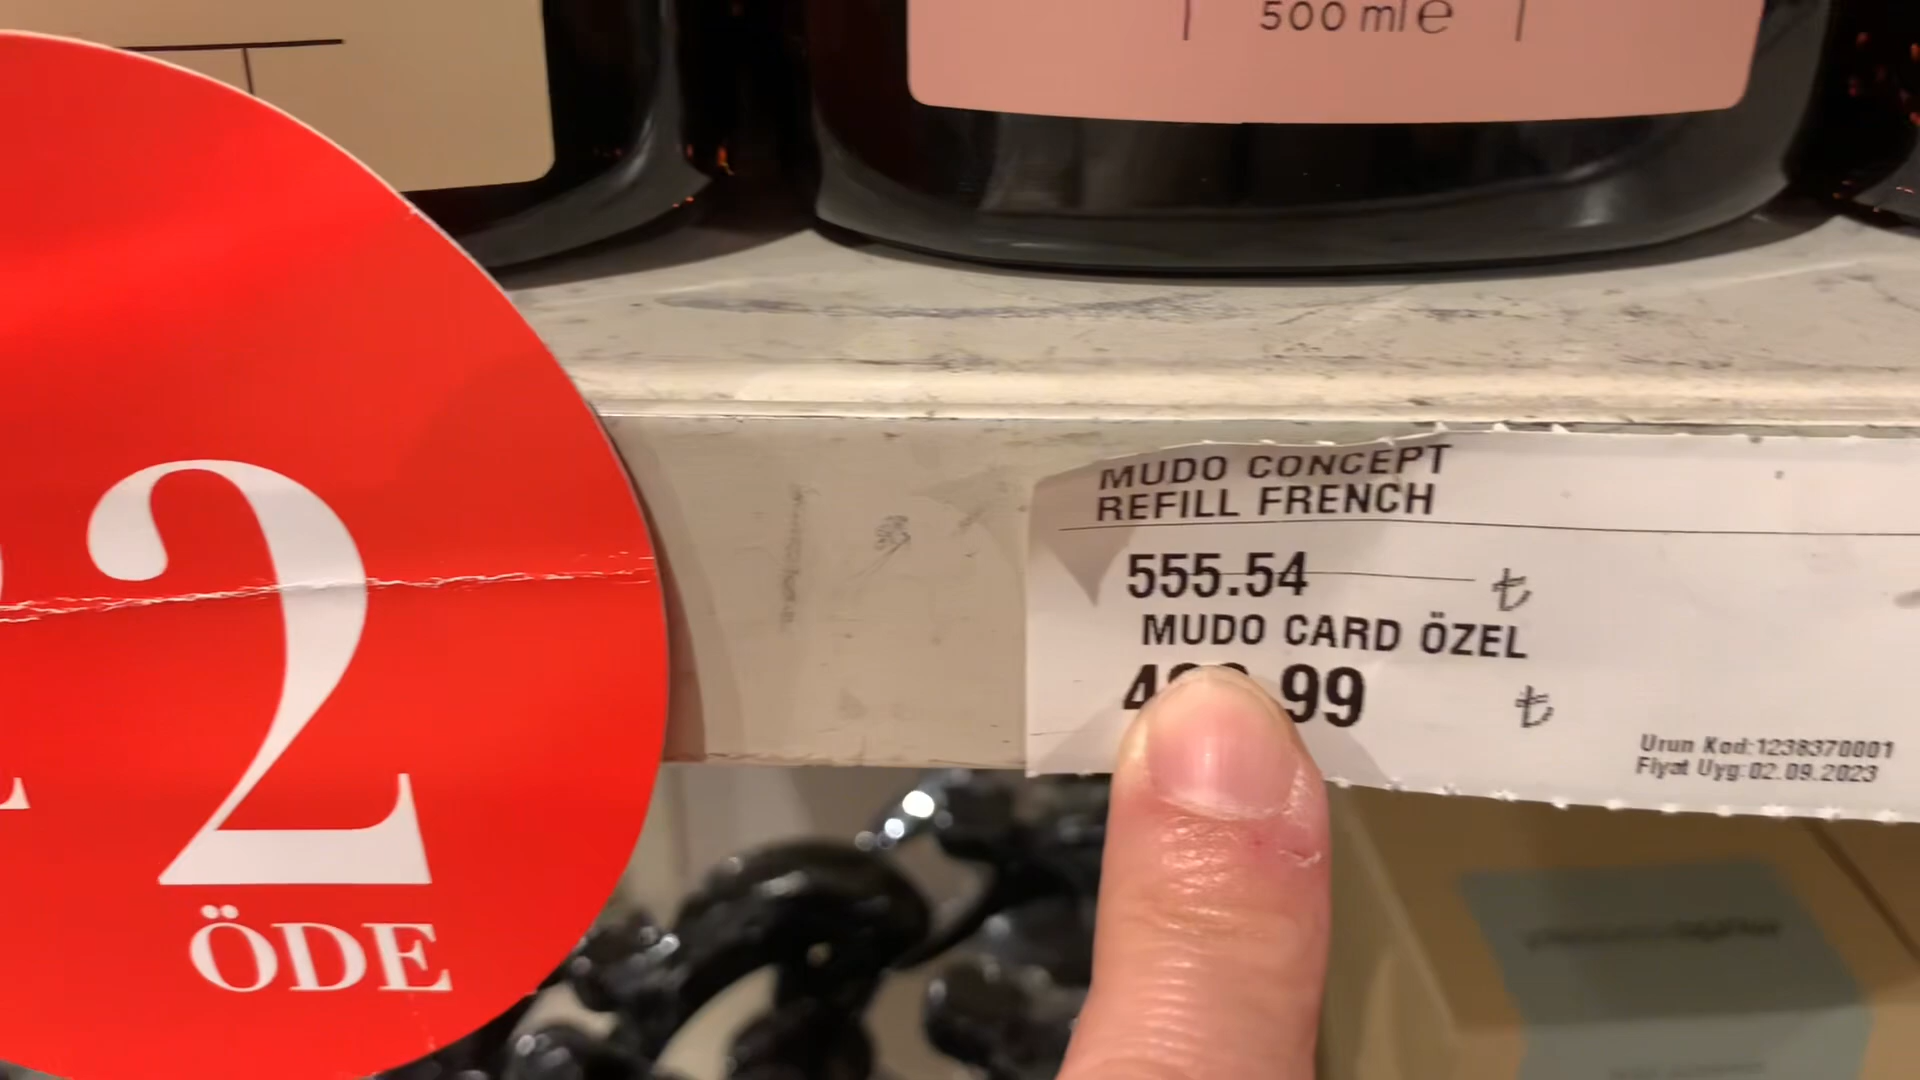 500 ml e
2
ÖDE
MUDO CONCEPT
REFILL FRENCH
555.54 ₺
MUDO CARD ÖZEL
₺
Urun Kod:1238370001
Fiyat Uyg:02.09.2023